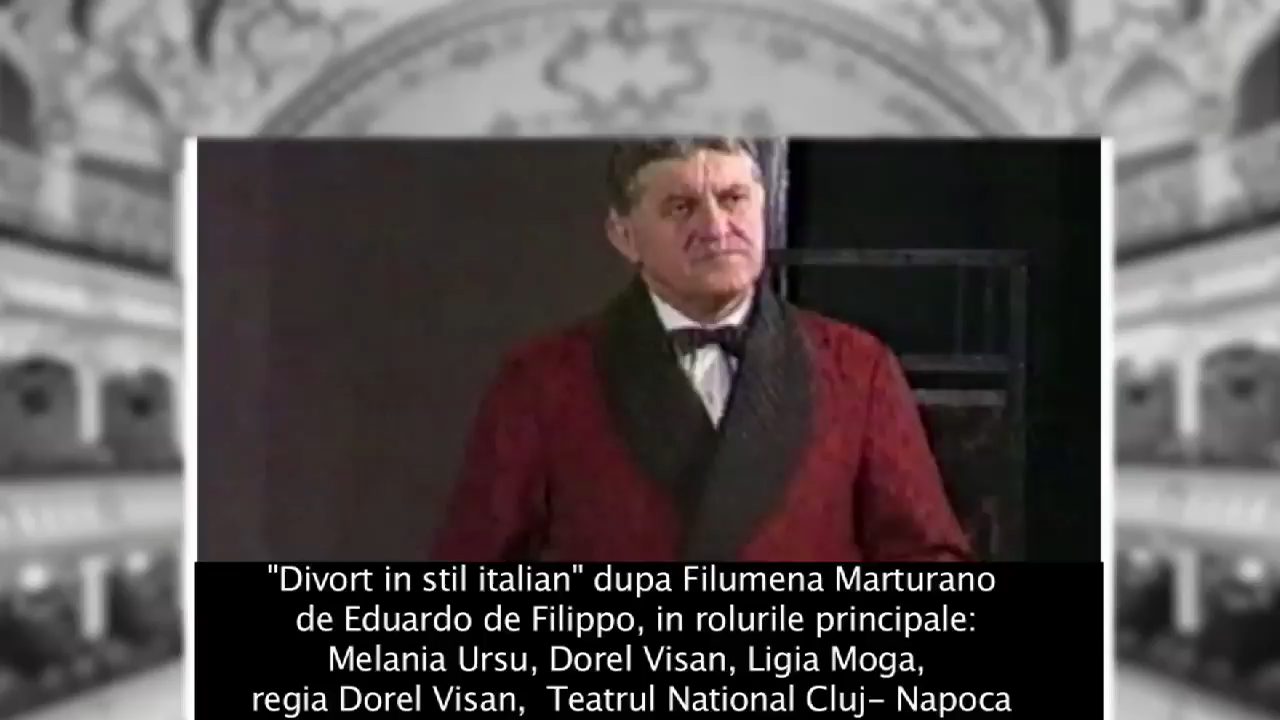 "Divort in stil italian" dupa Filumena Marturano
de Eduardo de Filippo, in rolurile principale:
Melania Ursu, Dorel Visan, Ligia Moga,
regia Dorel Visan,  Teatrul National Cluj- Napoca